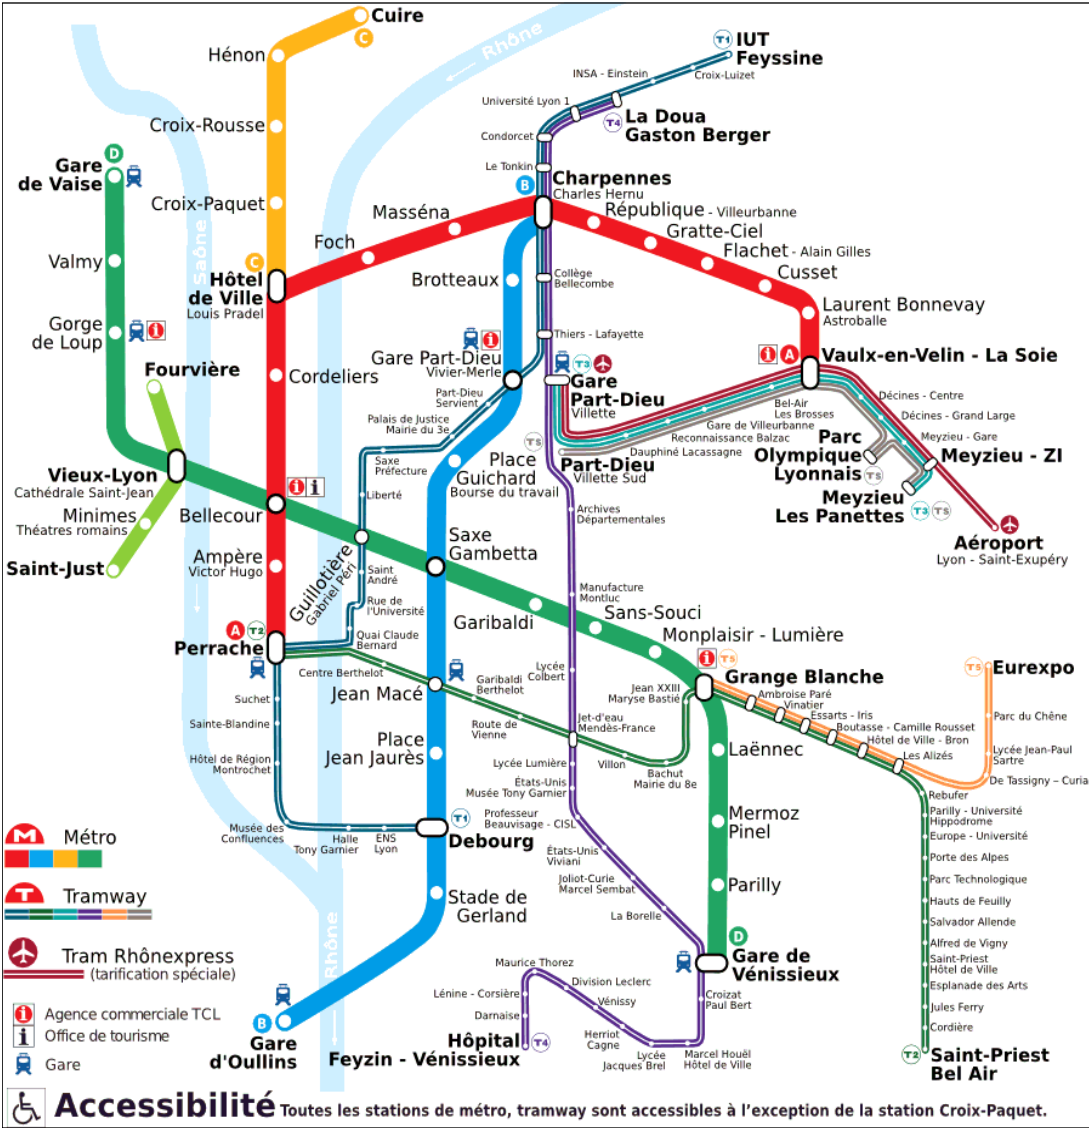 Cuire
C
Hénon
Rhône
T1 IUT
Feyssine
INSA - Einstein
Croix-Luizet
Université Lyon 1
T4 La Doua
Gaston Berger
Croix-Rousse
Condorcet
Le Tonkin
D
Gare
de Vaise
Saône
Croix-Paquet
B Charpennes
Charles Hernu
Masséna
République - Villeurbanne
Gratte-Ciel
Foch
Flachet - Alain Gilles
Cusset
Valmy
C
Hôtel
de Ville
Louis Pradel
Brotteaux
Collège
Bellecombe
Laurent Bonnevay
Astroballe
Gorge
de Loup
Thiers - Lafayette
Gare Part-Dieu
Vivier-Merle
A Vaulx-en-Velin - La Soie
Fourvière
Cordeliers
T3
Gare
Part-Dieu
Villette
Part-Dieu
Servient
Palais de Justice
Mairie du 3e
Bel-Air
Les Brosses
Gare de Villeurbanne
Reconnaissance Balzac
Dauphiné Lacassagne
Décines - Centre
Décines - Grand Large
Meyzieu - Gare
Parc
Olympique
Lyonnais T5
Meyzieu - ZI
T5
Part-Dieu
Villette Sud
Saxe
Préfecture
Place
Guichard
Bourse du travail
Vieux-Lyon
Cathédrale Saint-Jean
Meyzieu
Les Panettes T3 T5
Liberté
Minimes
Théatres romains
Bellecour
Archives
Départementales
Aéroport
Lyon - Saint-Exupéry
Saint-Just
Ampère
Victor Hugo
Guillotière
Gabriel Péri
Saint
André
Saxe
Gambetta
Manufacture
Montluc
Rue de
l'Université
Garibaldi
Sans-Souci
Monplaisir - Lumière
A T2
Perrache
Quai Claude
Bernard
Centre Berthelot
Jean Macé
Garibaldi
Berthelot
Lycée
Colbert
T5
Grange Blanche
T5 Eurexpo
Jean XXIII
Maryse Bastié
Ambroise Paré
Vinatier
Essarts - Iris
Boutasse - Camille Rousset
Hôtel de Ville - Bron
Les Alizés
Parc du Chêne
Lycée Jean-Paul
Sartre
De Tassigny – Curial
Suchet
Sainte-Blandine
Route de
Vienne
Jet-d'eau
Mendès-France
Place
Jean Jaurès
Laënnec
Hôtel de Région
Montrochet
Lycée Lumière
Villon
Bachut
Mairie du 8e
États-Unis
Musée Tony Garnier
Rebufer
Parilly - Université
Hippodrome
Europe - Université
Porte des Alpes
Parc Technologique
Hauts de Feuilly
Salvador Allende
Alfred de Vigny
Saint-Priest
Hôtel de Ville
Esplanade des Arts
Jules Ferry
Cordière
T2 Saint-Priest
Bel Air
Musée des
Confluences
Halle
Tony Garnier
ENS
Lyon
T1
Debourg
Professeur
Beauvisage - CISL
Mermoz
Pinel
États-Unis
Viviani
Joliot-Curie
Marcel Sembat
La Borelle
Parilly
Stade de
Gerland
D
Gare de
Vénissieux
Rhône
Maurice Thorez
Division Leclerc
Lénine - Corsière
Darnaise
Vénissy
Croizat
Paul Bert
Herriot
Cagne
Lycée
Jacques Brel
Marcel Houël
Hôtel de Ville
B
Gare
d'Oullins
Hôpital T4
Feyzin - Vénissieux
M Métro
T Tramway
Tram Rhônexpress
(tarification spéciale)
i Agence commerciale TCL
i Office de tourisme
Gare
Accessibilité Toutes les stations de métro, tramway sont accessibles à l'exception de la station Croix-Paquet.